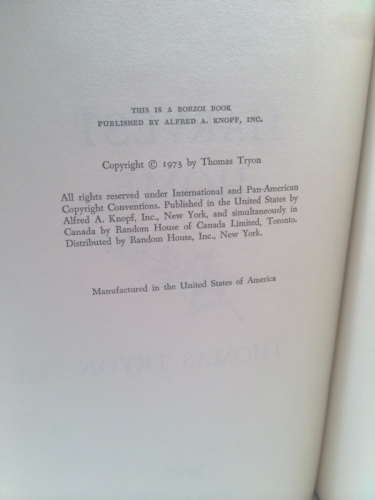 THIS IS A BORZOI BOOK
PUBLISHED BY ALFRED A. KNOPF, INC.
Copyright © 1973 by Thomas Tryon
All rights reserved under International and Pan-American
Copyright Conventions. Published in the United States by
Alfred A. Knopf, Inc., New York, and simultaneously in
Canada by Random House of Canada Limited, Toronto.
Distributed by Random House, Inc., New York.
Manufactured in the United States of America
THOMAS TRYON